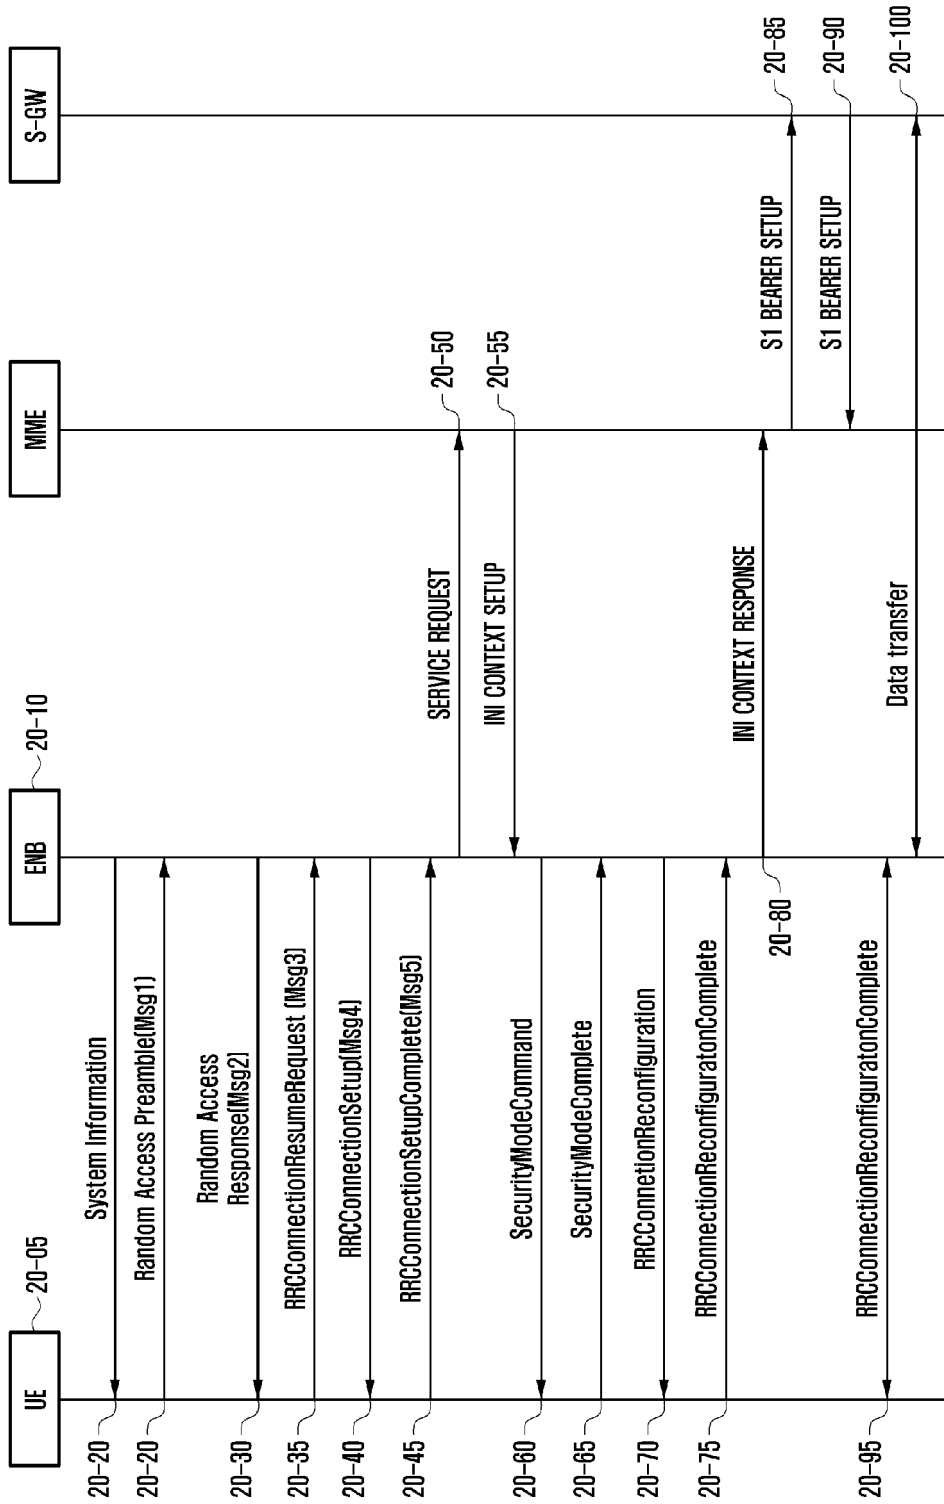 UE
20-05
ENB
20-10
MME
S-GW
20-20
System Information
20-20
Random Access Preamble(Msg1)
20-30
Random Access
Response(Msg2)
20-35
RRCConnectionResumeRequest (Msg3)
20-40
RRCConnectionSetup(Msg4)
20-45
RRCConnectionSetupComplete(Msg5)
SERVICE REQUEST
20-50
INI CONTEXT SETUP
20-55
20-60
SecurityModeCommand
20-65
SecurityModeComplete
20-70
RRCConnetionReconfiguration
20-75
RRCConnectionReconfiguratonComplete
20-80
INI CONTEXT RESPONSE
S1 BEARER SETUP
20-85
S1 BEARER SETUP
20-90
20-95
RRCConnectionReconfiguratonComplete
Data transfer
20-100